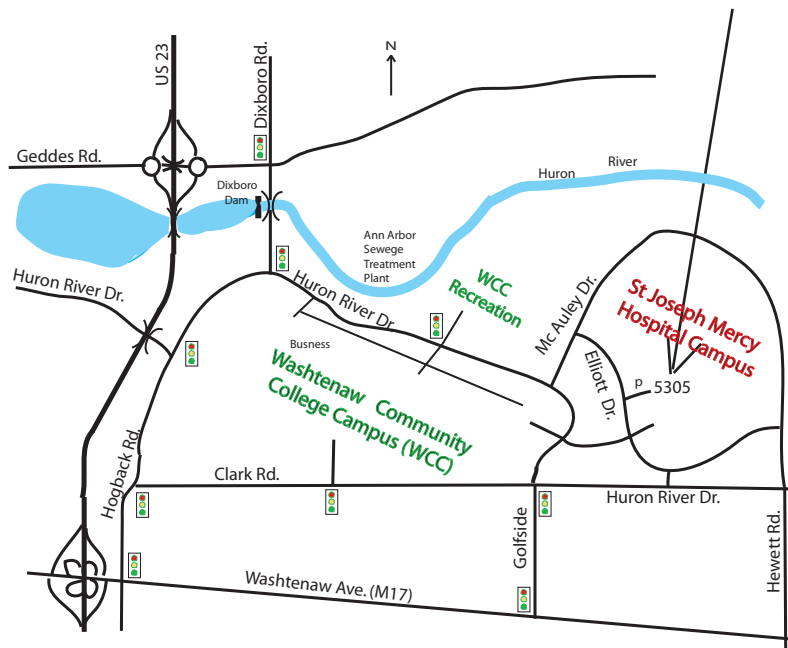 US 23
Dixboro Rd.
N
Geddes Rd.
Dixboro
Dam
Huron
River
Ann Arbor
Sewege
Treatment
Plant
Huron River Dr.
Huron River Dr.
WCC
Recreation
Mc Auley Dr.
St Joseph Mercy
Hospital Campus
Busness
Washtenaw Community
College Campus (WCC)
Elliott Dr.
p
5305
Hogback Rd.
Clark Rd.
Huron River Dr.
Golfside
Hewett Rd.
Washtenaw Ave. (M17)